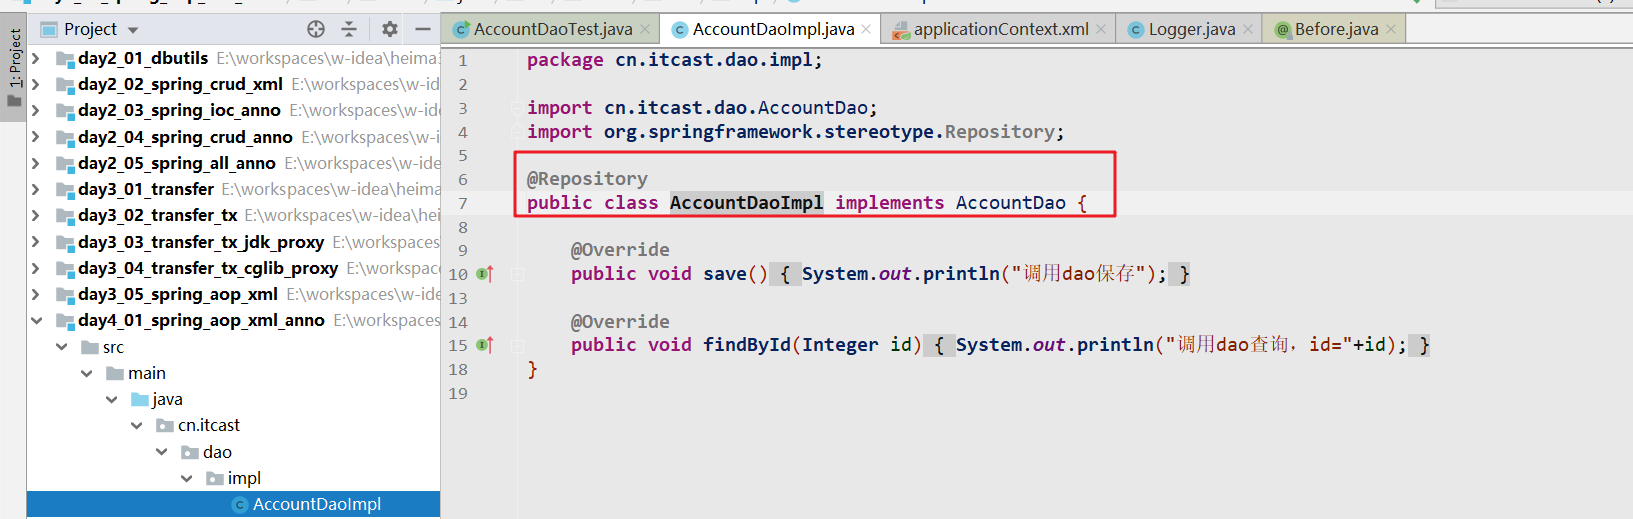 1: Project
Project
day2_01_dbutils E:\workspaces\w-idea\heima
day2_02_spring_crud_xml E:\workspaces\w-id
day2_03_spring_ioc_anno E:\workspaces\w-ide
day2_04_spring_crud_anno E:\workspaces\w-i
day2_05_spring_all_anno E:\workspaces\w-ide
day3_01_transfer E:\workspaces\w-idea\heima
day3_02_transfer_tx E:\workspaces\w-idea\hei
day3_03_transfer_tx_jdk_proxy E:\workspaces
day3_04_transfer_tx_cglib_proxy E:\workspaces
day3_05_spring_aop_xml E:\workspaces\w-ide
day4_01_spring_aop_xml_anno E:\workspaces
src
main
java
cn.itcast
dao
impl
AccountDaoImpl
AccountDaoTest.java
AccountDaoImpl.java
applicationContext.xml
Logger.java
Before.java
1 package cn.itcast.dao.impl;
2
3 import cn.itcast.dao.AccountDao;
4 import org.springframework.stereotype.Repository;
5
6 @Repository
7 public class AccountDaoImpl implements AccountDao {
8
9 @Override
10 public void save() { System.out.println("调用dao保存"); }
13
14 @Override
15 public void findById(Integer id) { System.out.println("调用dao查询，id="+id); }
18 }
19